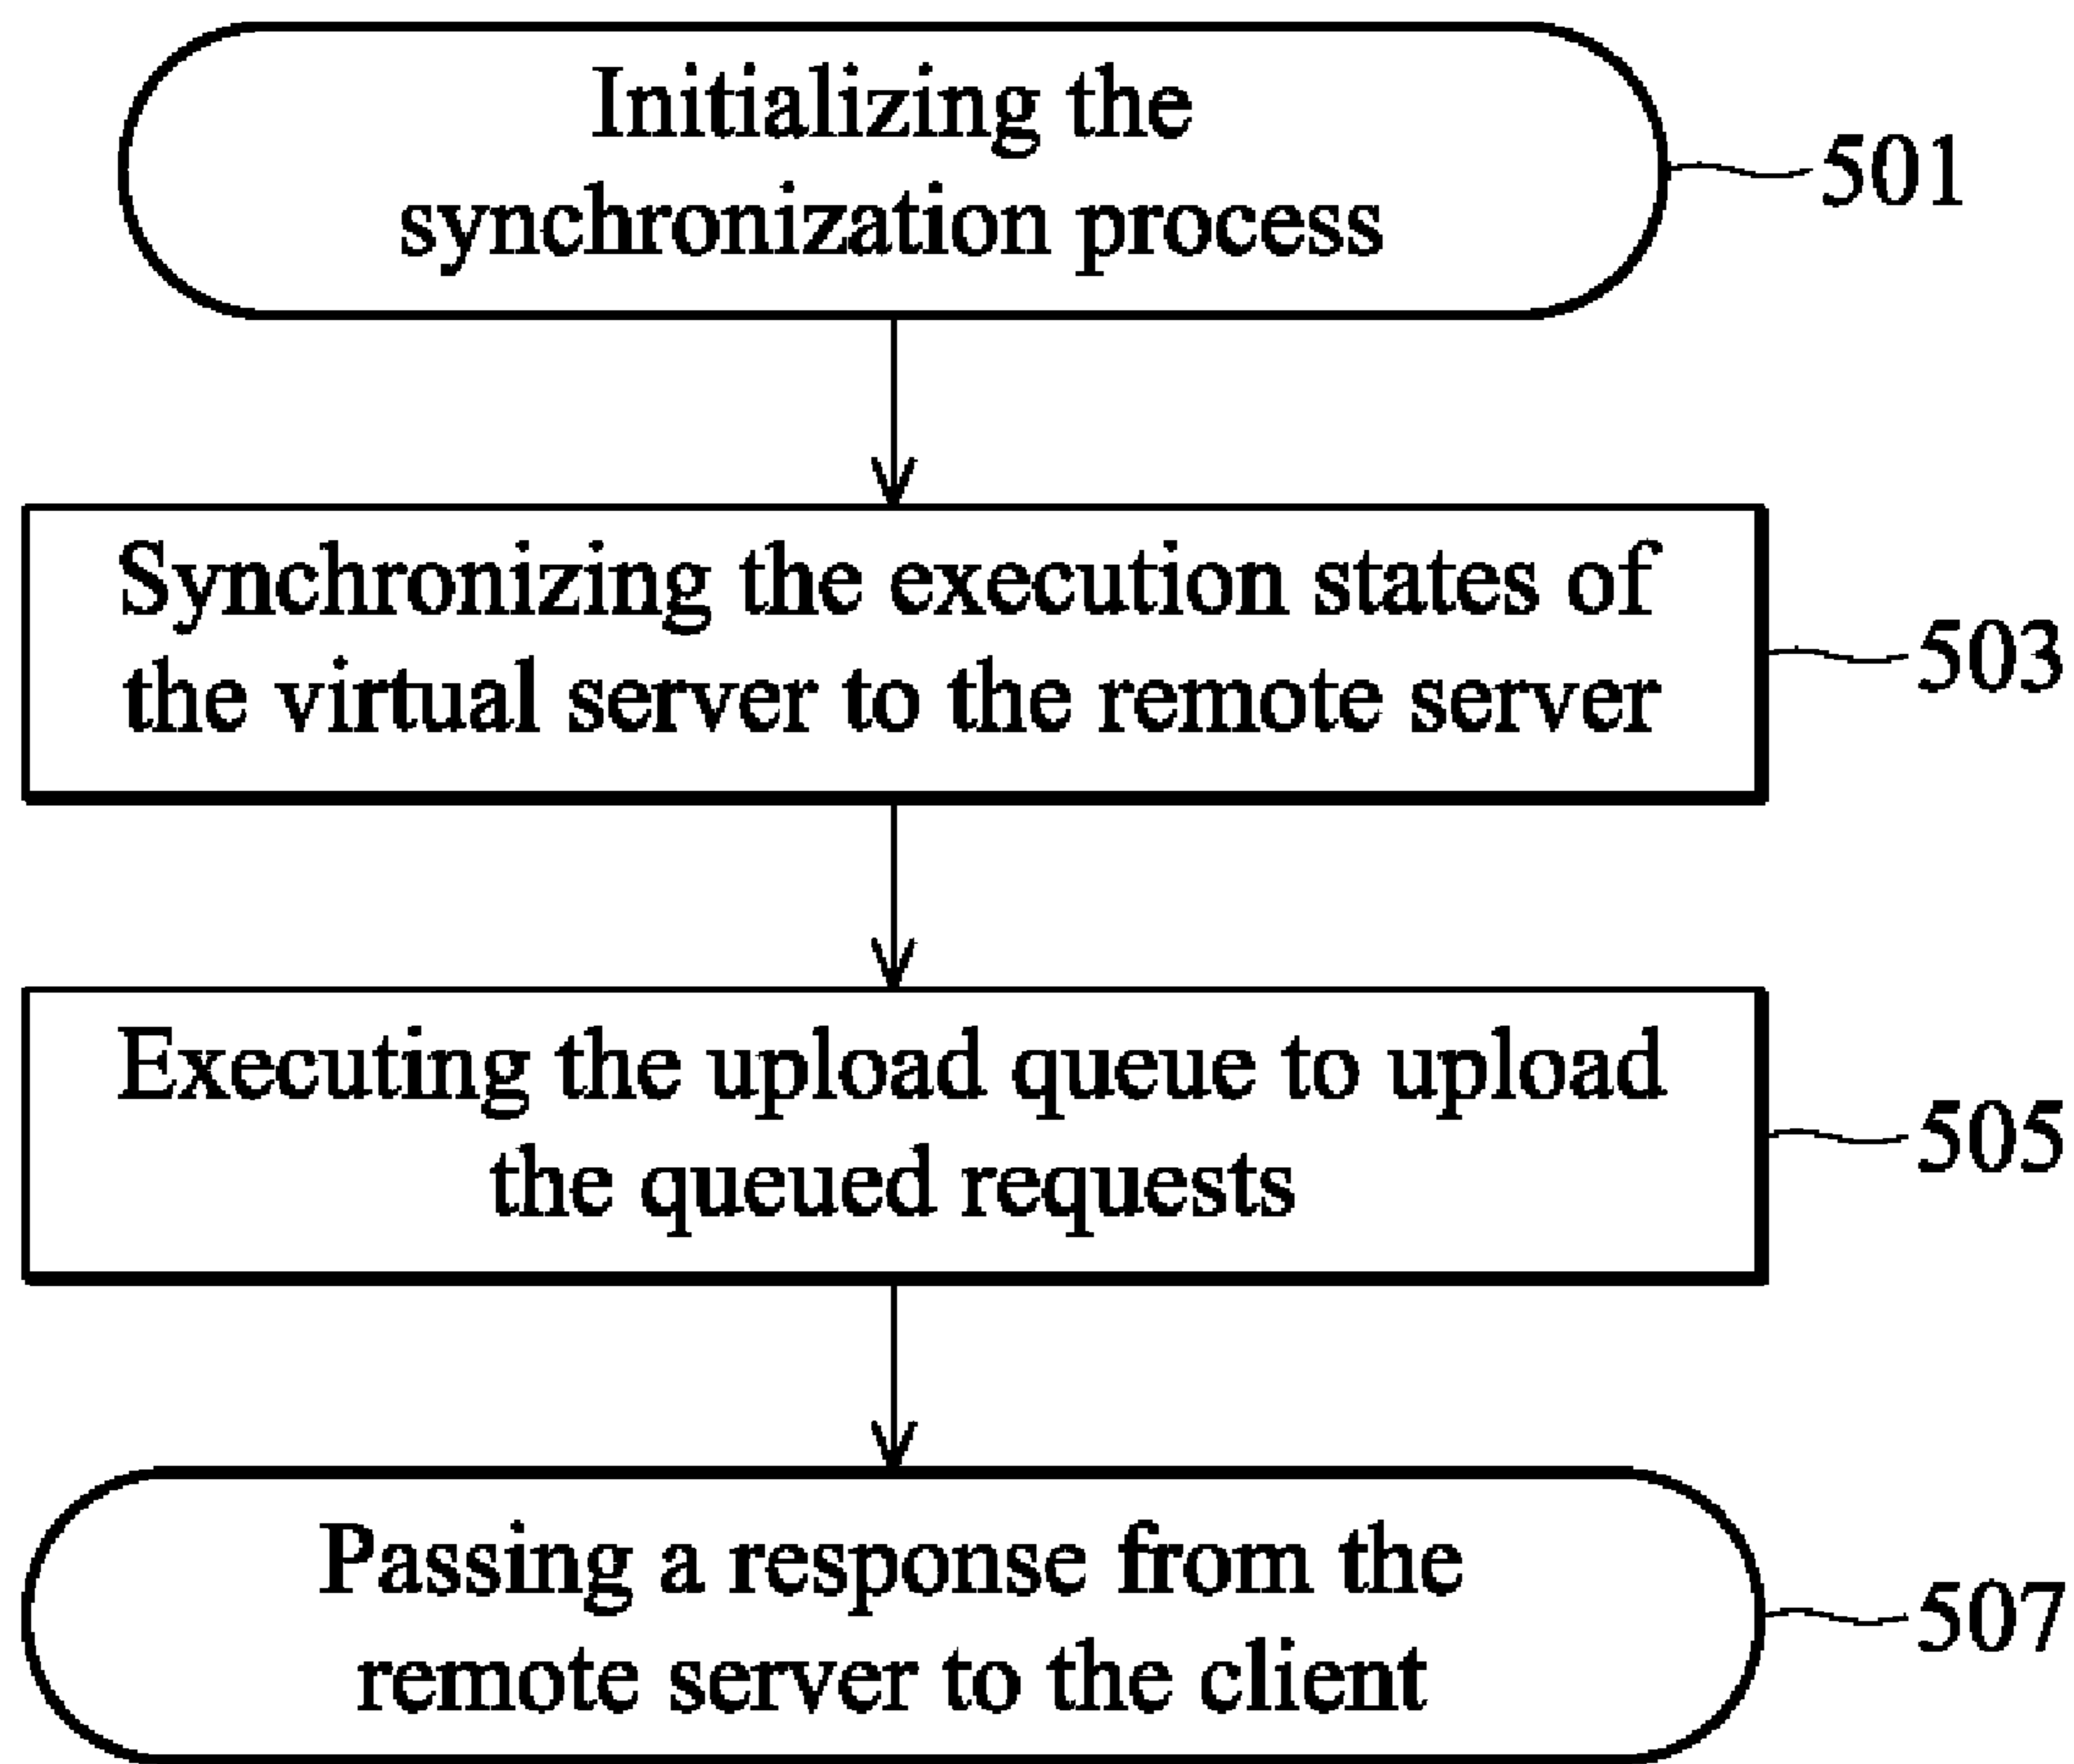 Initializing the
synchronization process
501
Synchronizing the execution states of
the virtual server to the remote server
503
Executing the upload queue to upload
the queued requests
505
Passing a response from the
remote server to the client
507